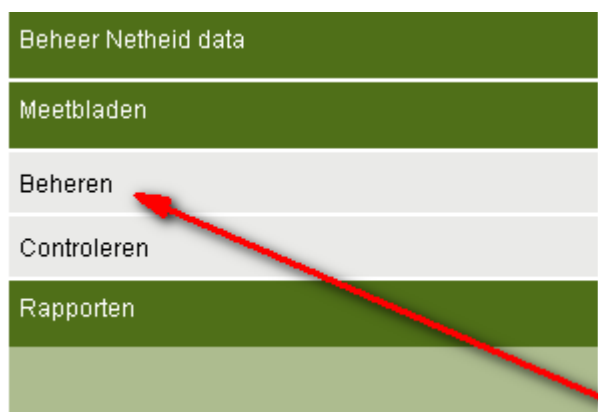 Beheer Netheid data
Meetbladen
Beheren
Controleren
Rapporten